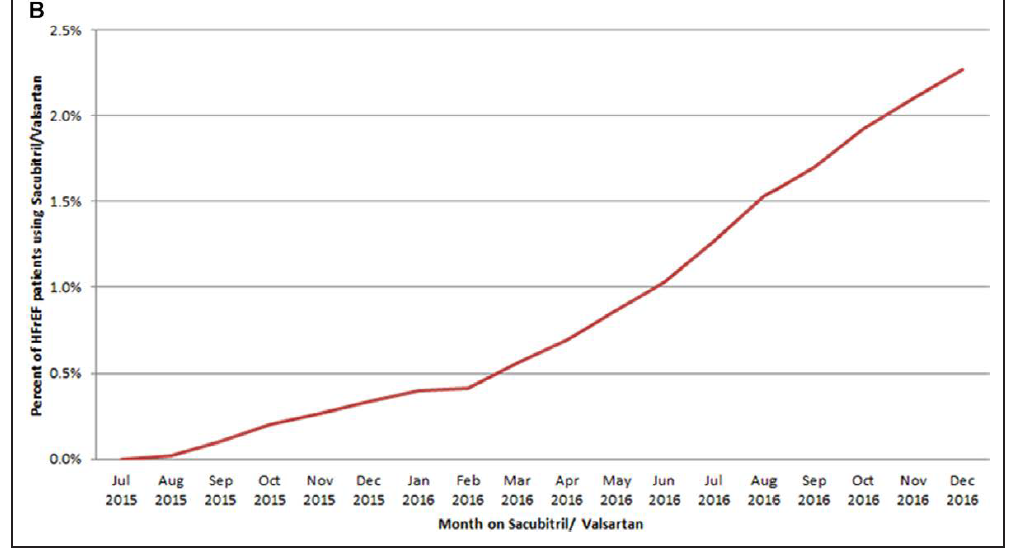 B
2.5%
2.0%
1.5%
1.0%
0.5%
0.0%
Percent of HFrEF patients using Sacubitril/Valsartan
Jul Aug Sep Oct Nov Dec Jan Feb Mar Apr May Jun Jul Aug Sep Oct Nov Dec
2015 2015 2015 2015 2015 2015 2016 2016 2016 2016 2016 2016 2016 2016 2016 2016 2016 2016
Month on Sacubitril/ Valsartan